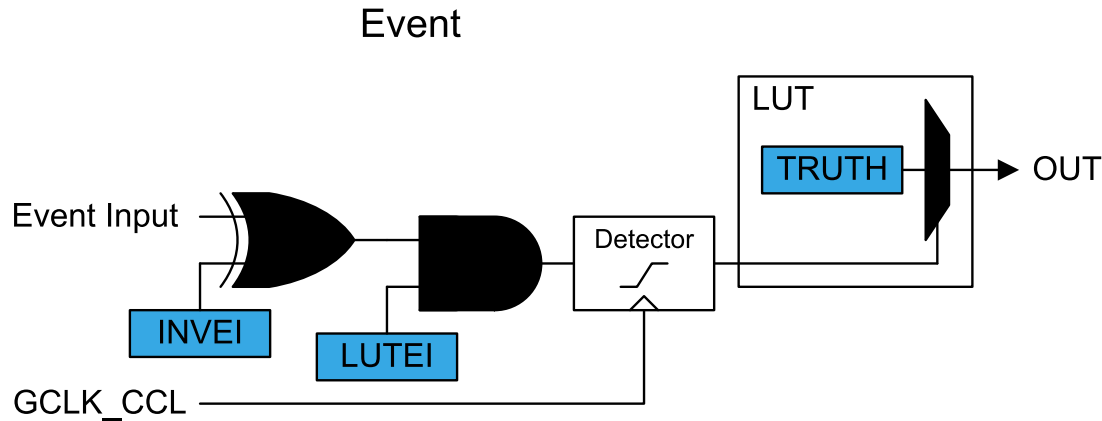 Event
LUT
TRUTH
OUT
Event Input
Detector
INVEI
LUTEI
GCLK_CCL